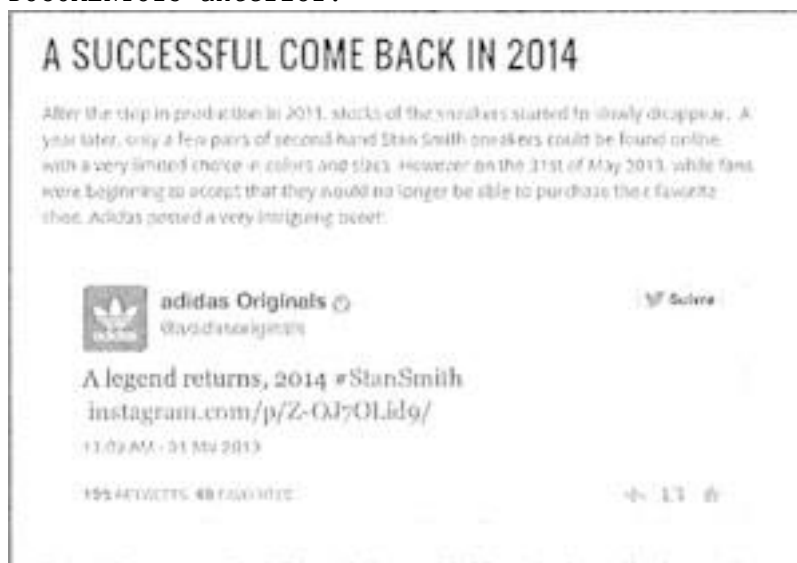 A SUCCESSFUL COME BACK IN 2014
After the stop in production in 2011, stocks of the sneakers started to slowly disappear. A
year later, only a few pairs of second-hand Stan Smith sneakers could be found online
with a very limited choice in colors and sizes. However on the 31st of May 2013, while fans
were beginning to accept that they would no longer be able to purchase their favorite
shoe, Adidas posted a very intriguing tweet:
adidas Originals
@adidasoriginals
Suivre
A legend returns, 2014 #StanSmith
instagram.com/p/Z-OJ7OLid9/
2013
RETWEETS